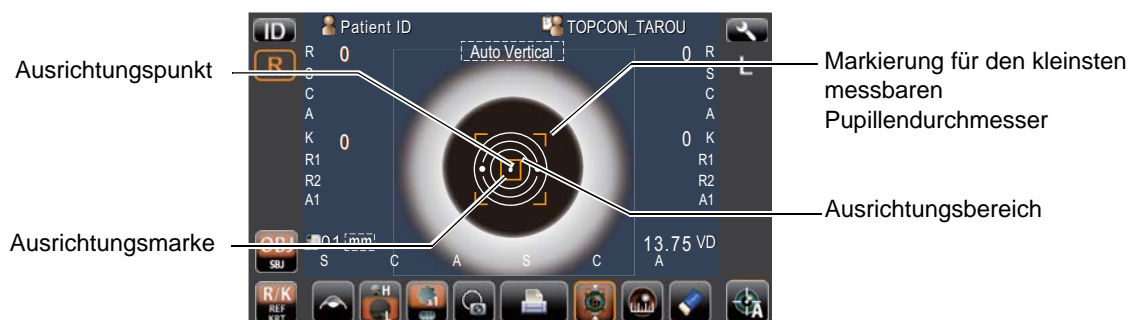 ID Patient ID TOPCON_TAROU
R R 0 Auto Vertical 0 R L
S S
C C
A A
K 0 0 K
R1 R1
R2 R2
A1 A1
mm 13.75 VD
S C A S C A
OBJ
SBJ
R/K
REF
KRT
H
L
A
Ausrichtungspunkt
Ausrichtungsmarke
Markierung für den kleinsten
messbaren
Pupillendurchmesser
Ausrichtungsbereich